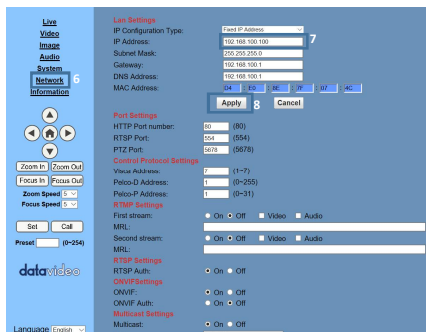 Live
Video
Image
Audio
System
Network 6
Information
Zoom In Zoom Out
Focus In Focus Out
Zoom Speed 5
Focus Speed 5
Set Call
Preset (0~254)
datavideo
Language English
Lan Settings
IP Configuration Type: Fixed IP Address
IP Address: 192.168.100.100 7
Subnet Mask: 255.255.255.0
Gateway: 192.168.100.1
DNS Address: 192.168.100.1
MAC Address: D4 : E0 : 8E : 7F : 07 : 4C
Apply 8 Cancel
Port Settings
HTTP Port number: 80 (80)
RTSP Port: 554 (554)
PTZ Port: 5678 (5678)
Control Protocol Settings
Visca Address: 7 (1~7)
Pelco-D Address: 1 (0~255)
Pelco-P Address: 1 (0~31)
RTMP Settings
First stream: On Off Video Audio
MRL:
Second stream: On Off Video Audio
MRL:
RTSP Settings
RTSP Auth: On Off
ONVIFSettings
ONVIF: On Off
ONVIF Auth: On Off
Multicast Settings
Multicast: On Off